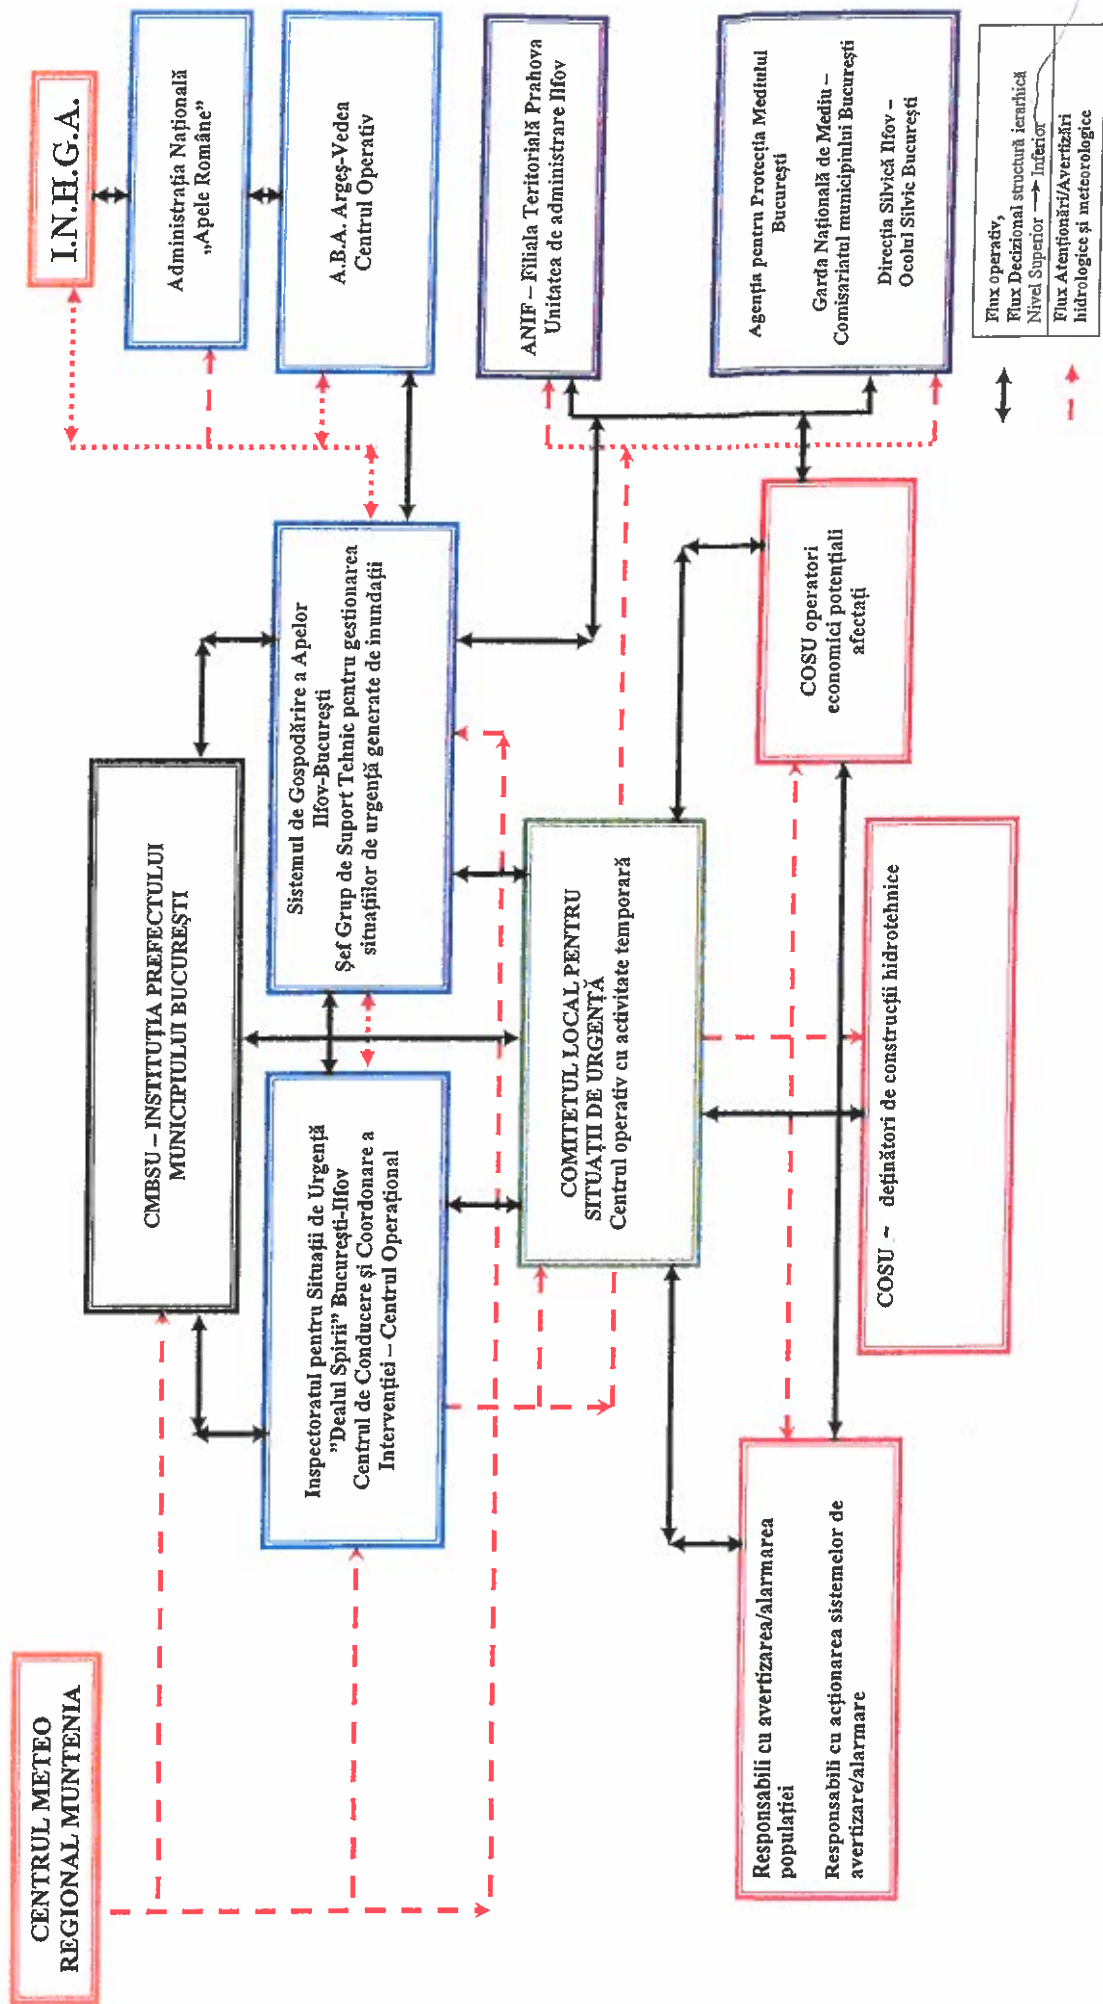 CENTRUL METEO
REGIONAL MUNTENIA
CMBSU – INSTITUȚIA PREFECTULUI
MUNICIPIULUI BUCUREȘTI
I.N.H.G.A.
Administrația Națională
„Apele Române”
A.B.A. Argeș-Vedea
Centrul Operativ
Inspectoratul pentru Situații de Urgență
”Dealul Spirii” București-Ilfov
Centrul de Conducere și Coordonare a
Intervenției – Centrul Operațional
Sistemul de Gospodărire a Apelor
Ilfov-București
Șef Grup de Suport Tehnic pentru gestionarea
situațiilor de urgență generate de inundații
COMITETUL LOCAL PENTRU
SITUAȚII DE URGENȚĂ
Centrul operativ cu activitate temporară
ANIF – Filiala Teritorială Prahova
Unitatea de administrare Ilfov
Agenția pentru Protecția Mediutul
București
Garda Națională de Mediu –
Comisariatul municipiului București
Direcția Silvică Ilfov –
Ocolul Silvic București
Responsabili cu avertizarea/alarmarea
populației
Responsabili cu acționarea sistemelor de
avertizare/alarmare
COSU ~ deținători de construcții hidrotehnice
COSU operatori
economici potențiali
afectați
Flux operativ,
Flux Decizional structură ierarhică
Nivel Superior → Inferior
Flux Atenționări/Avertizări
hidrologice și meteorologice